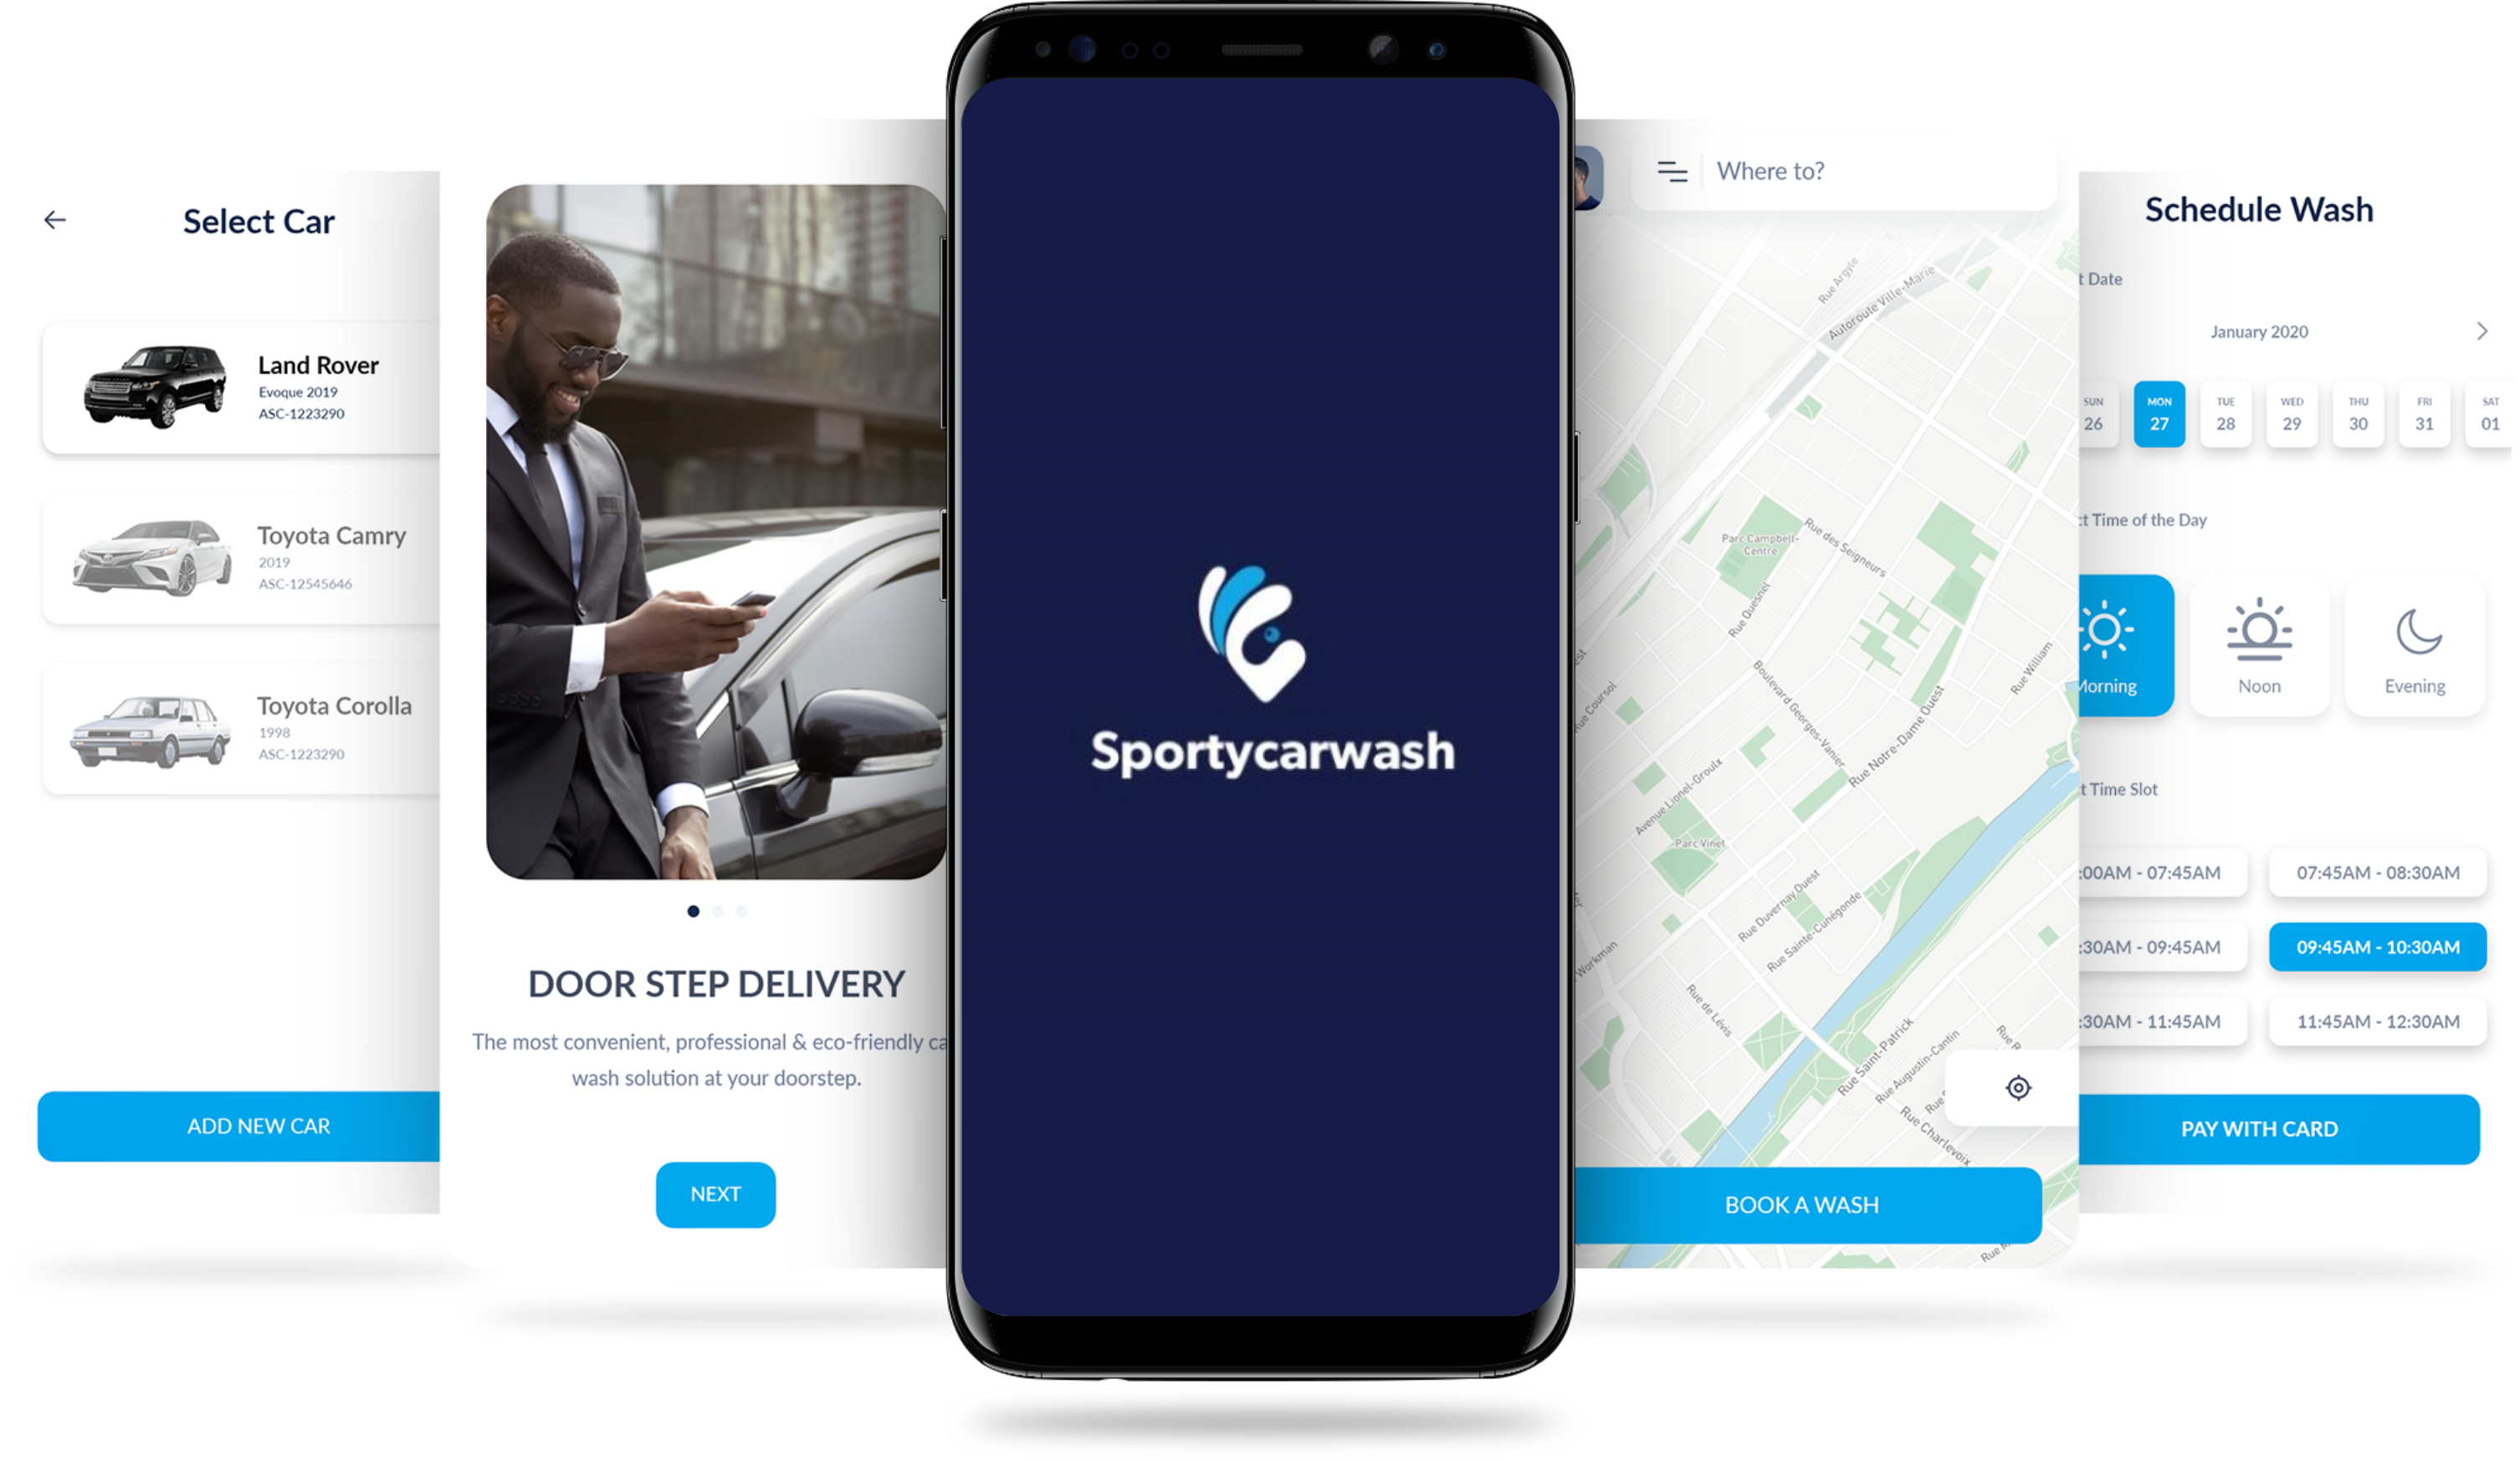 Select Car
Land Rover
Evoque 2019
ASC-1223290
Toyota Camry
2019
ASC-12545646
Toyota Corolla
1998
ASC-1223290
ADD NEW CAR
DOOR STEP DELIVERY
The most convenient, professional & eco-friendly ca
wash solution at your doorstep.
NEXT
Sportycarwash
Where to?
Rue Argyle
Autoroute Ville-Marie
Parc Campbell-
Centre
Rue des Seigneurs
Rue Quesnel
Rue William
Rue Coursol
Boulevard Georges-Vanier
Rue Notre-Dame Ouest
Avenue Lionel-Groulx
Parc Vinet
Rue Duvernay Ouest
Rue Sainte-Cunégonde
Workman
Rue de Lévis
Rue Saint-Patrick
Rue Augustin-Cantin
Rue
Rue
Rue Charlevoix
Rue
BOOK A WASH
Schedule Wash
t Date
January 2020
SUN MON TUE WED THU FRI SAT
26 27 28 29 30 31 01
ct Time of the Day
Morning Noon Evening
t Time Slot
:00AM - 07:45AM 07:45AM - 08:30AM
:30AM - 09:45AM 09:45AM - 10:30AM
:30AM - 11:45AM 11:45AM - 12:30AM
PAY WITH CARD